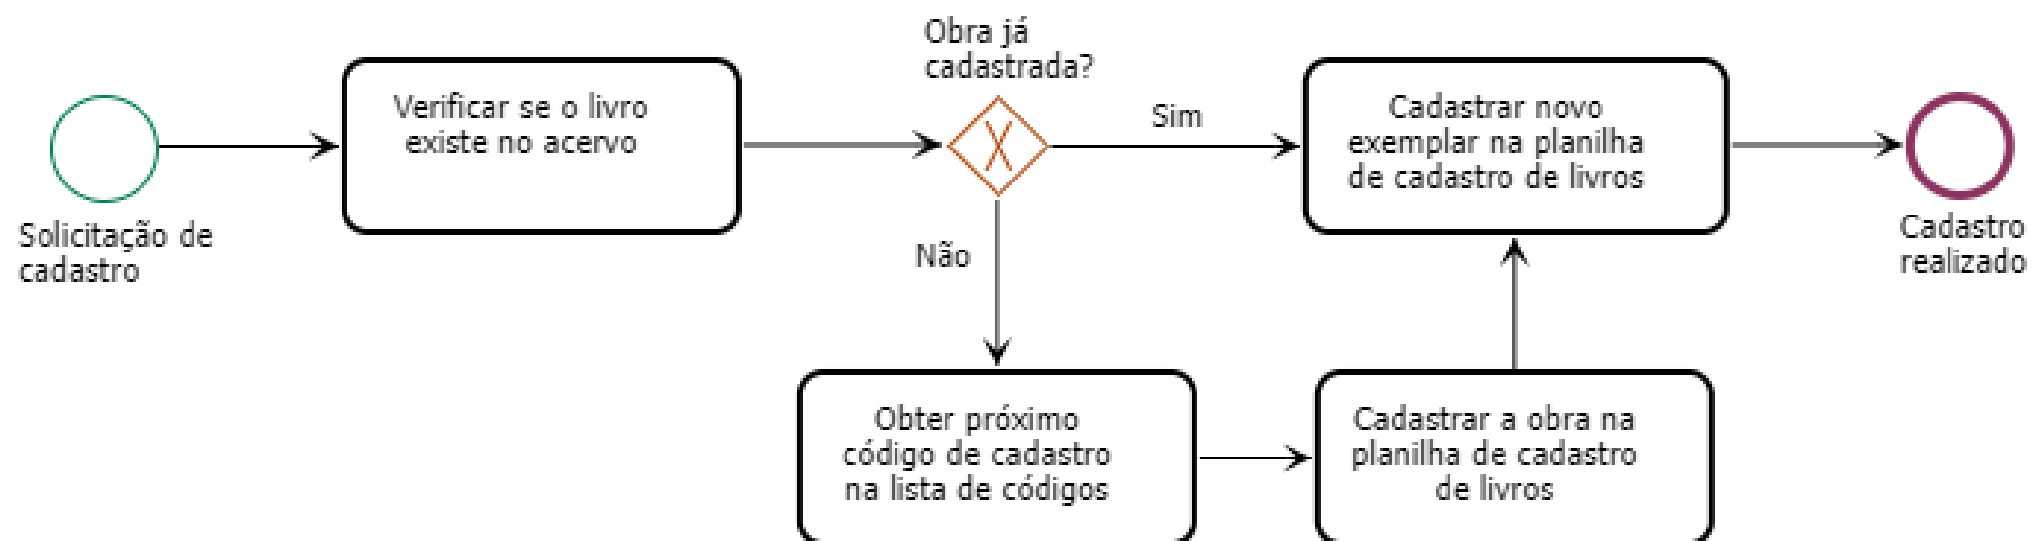 Obra já
cadastrada?
Solicitação de
cadastro
Verificar se o livro
existe no acervo
X
Sim
Não
Cadastrar novo
exemplar na planilha
de cadastro de livros
Cadastro
realizado
Obter próximo
código de cadastro
na lista de códigos
Cadastrar a obra na
planilha de cadastro
de livros